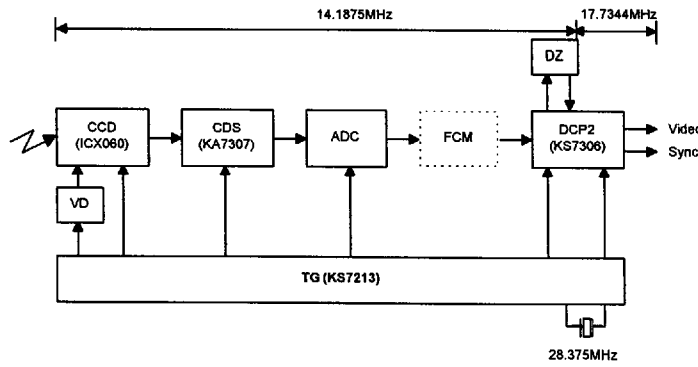 14.1875MHz
17.7344MHz
DZ
CCD
(ICX060)
CDS
(KA7307)
ADC
FCM
DCP2
(KS7306)
Video
Sync
VD
TG (KS7213)
28.375MHz